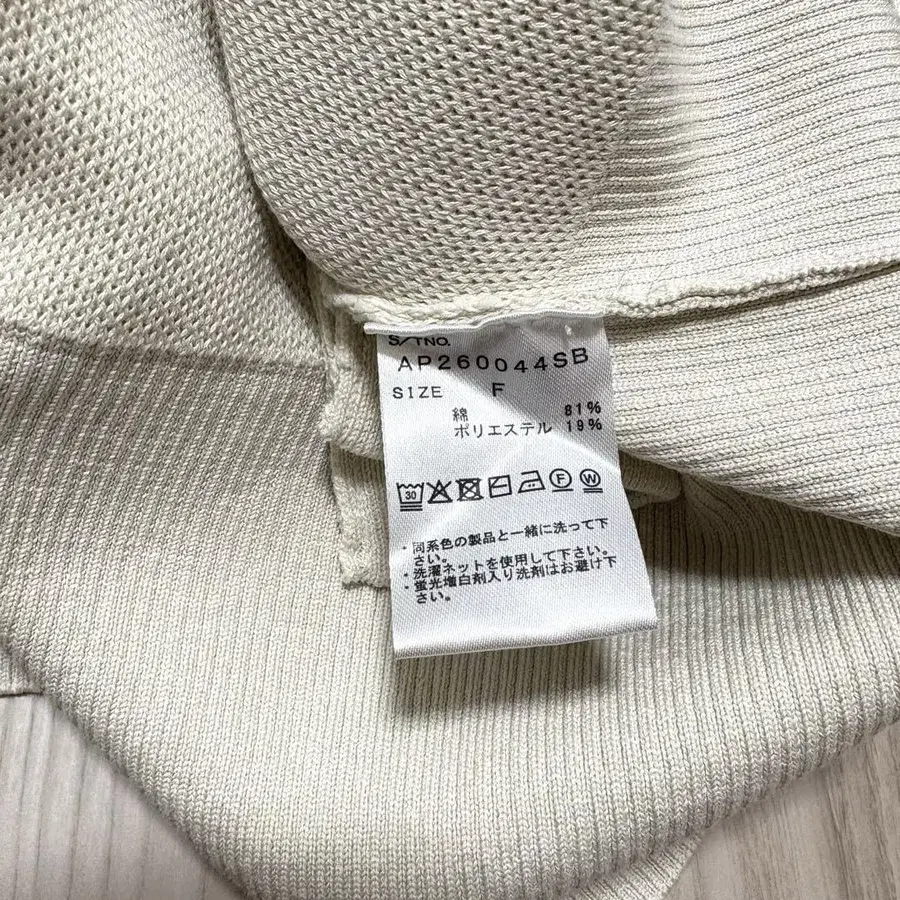 S/TNO.
AP260044SB
SIZE F
綿 81%
ポリエステル 19%
30 F W
・同系色の製品と一緒に洗って下
さい。
・洗濯ネットを使用して下さい。
・蛍光増白剤入り洗剤はお避け下
さい。